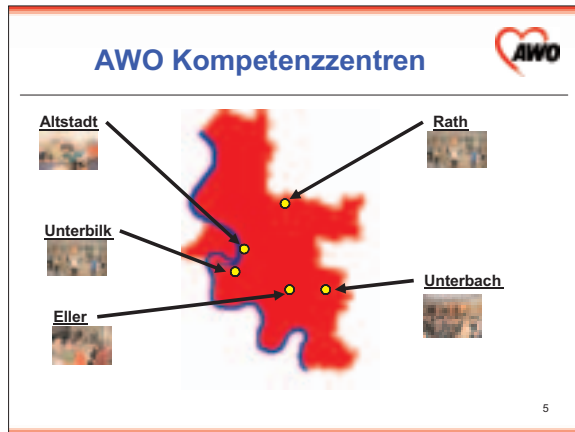 AWO Kompetenzzentren
AWO
Altstadt
Rath
Unterbilk
Unterbach
Eller
5